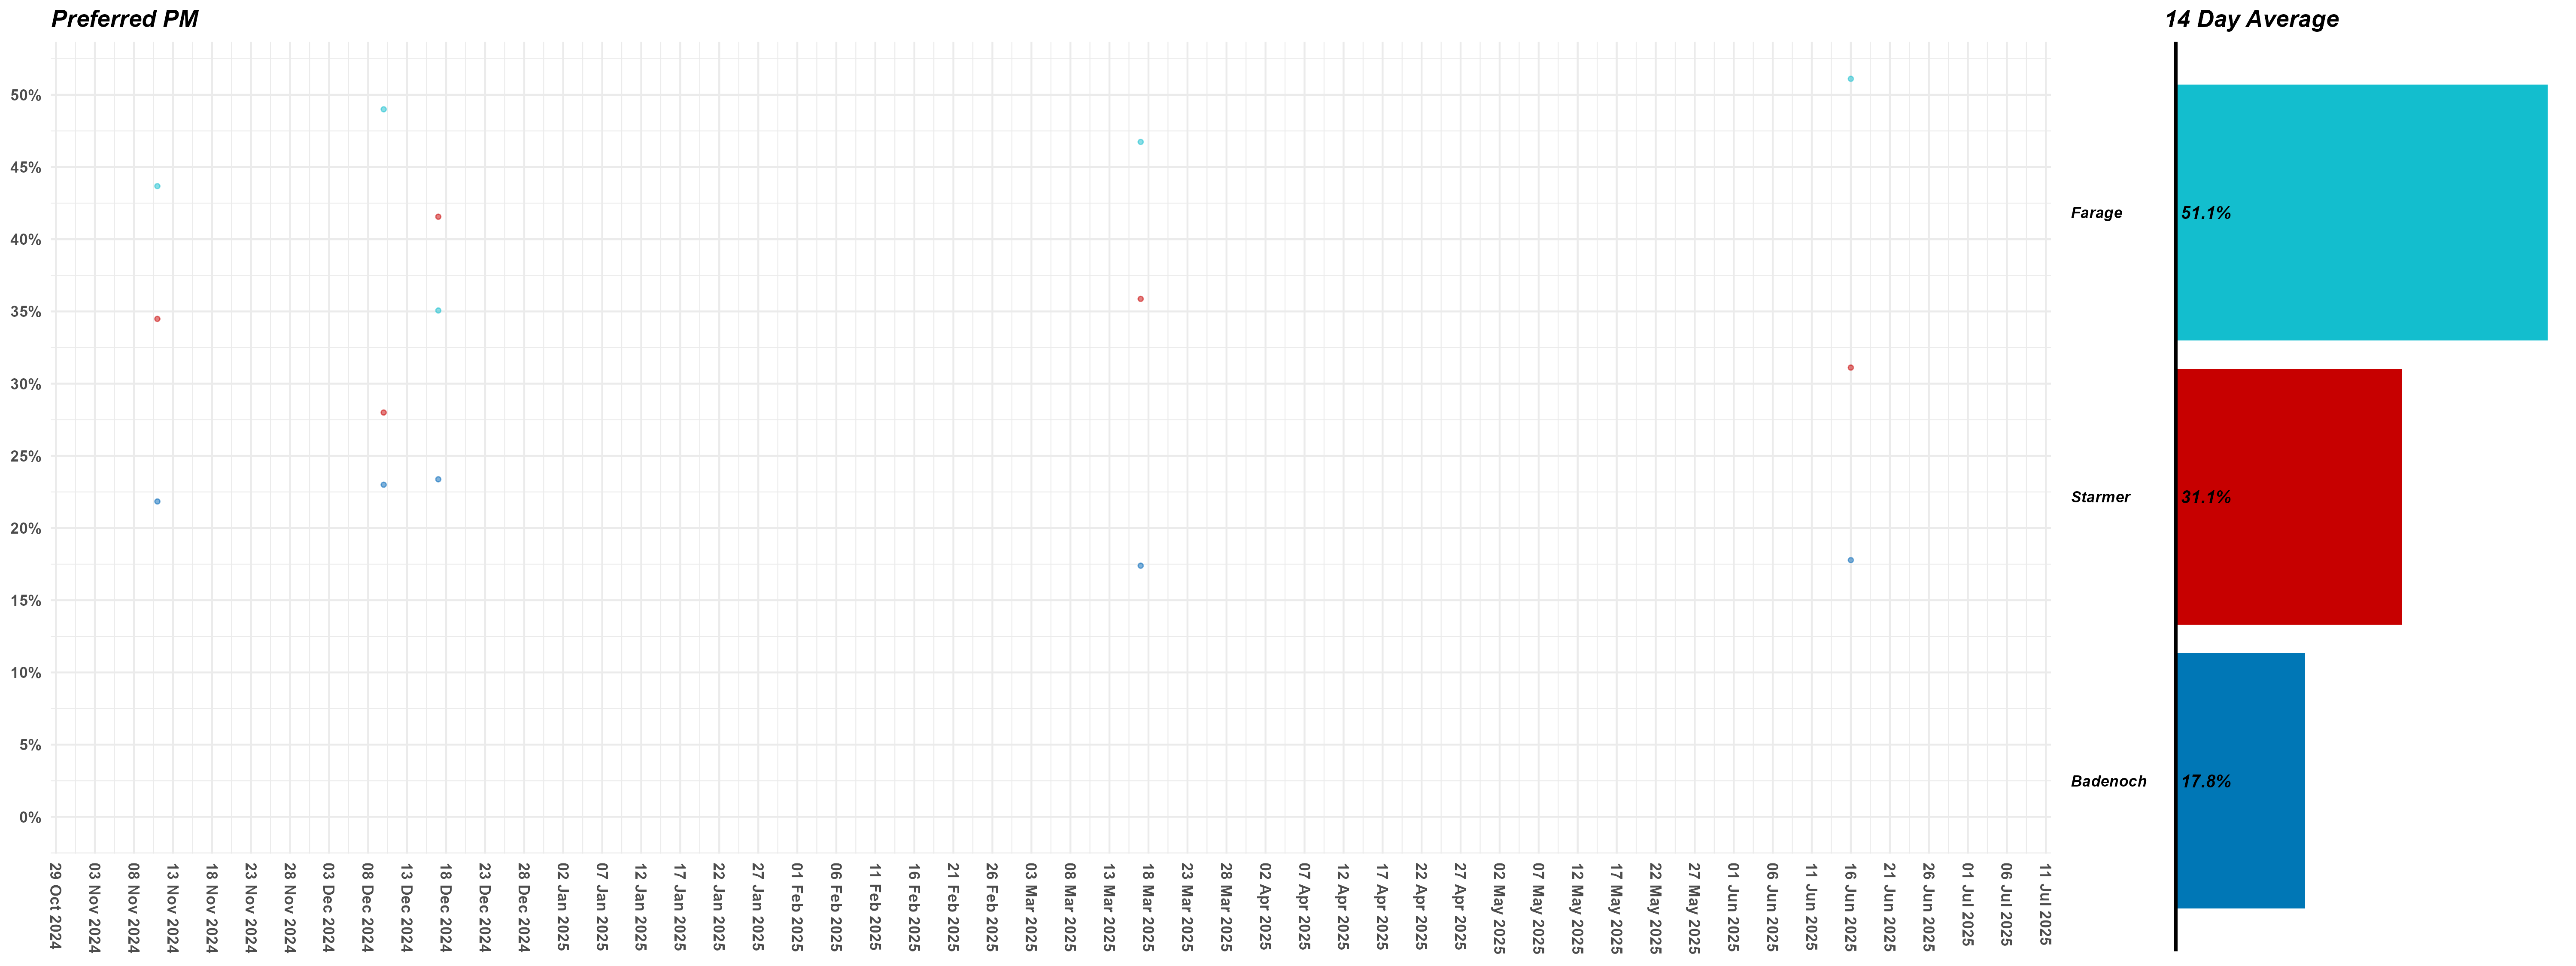 Preferred PM
14 Day Average
50%
45%
40%
35%
30%
25%
20%
15%
10%
5%
0%
29 Oct 2024
03 Nov 2024
08 Nov 2024
13 Nov 2024
18 Nov 2024
23 Nov 2024
28 Nov 2024
03 Dec 2024
08 Dec 2024
13 Dec 2024
18 Dec 2024
23 Dec 2024
28 Dec 2024
02 Jan 2025
07 Jan 2025
12 Jan 2025
17 Jan 2025
22 Jan 2025
27 Jan 2025
01 Feb 2025
06 Feb 2025
11 Feb 2025
16 Feb 2025
21 Feb 2025
26 Feb 2025
03 Mar 2025
08 Mar 2025
13 Mar 2025
18 Mar 2025
23 Mar 2025
28 Mar 2025
02 Apr 2025
07 Apr 2025
12 Apr 2025
17 Apr 2025
22 Apr 2025
27 Apr 2025
02 May 2025
07 May 2025
12 May 2025
17 May 2025
22 May 2025
27 May 2025
01 Jun 2025
06 Jun 2025
11 Jun 2025
16 Jun 2025
21 Jun 2025
26 Jun 2025
01 Jul 2025
06 Jul 2025
11 Jul 2025
Farage 51.1%
Starmer 31.1%
Badenoch 17.8%